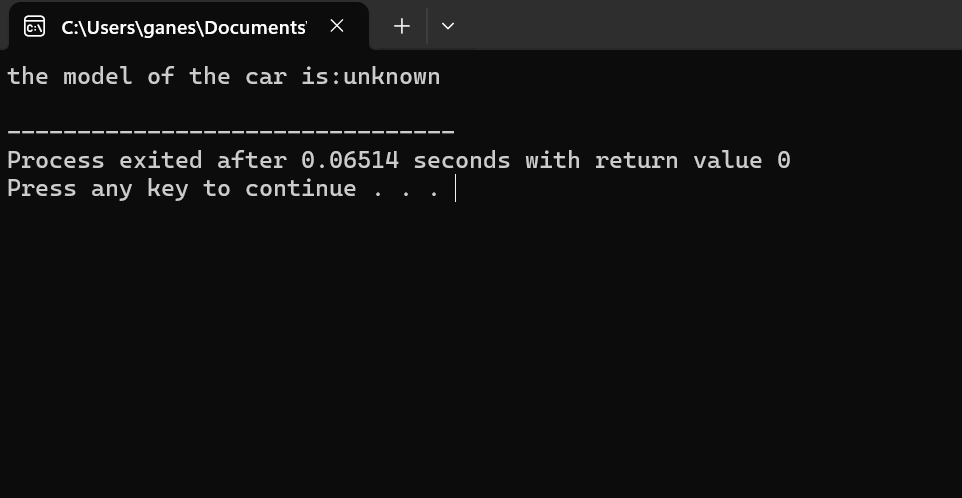 C:\Users\ganes\Documents'
the model of the car is:unknown
--------------------------------
Process exited after 0.06514 seconds with return value 0
Press any key to continue . . .